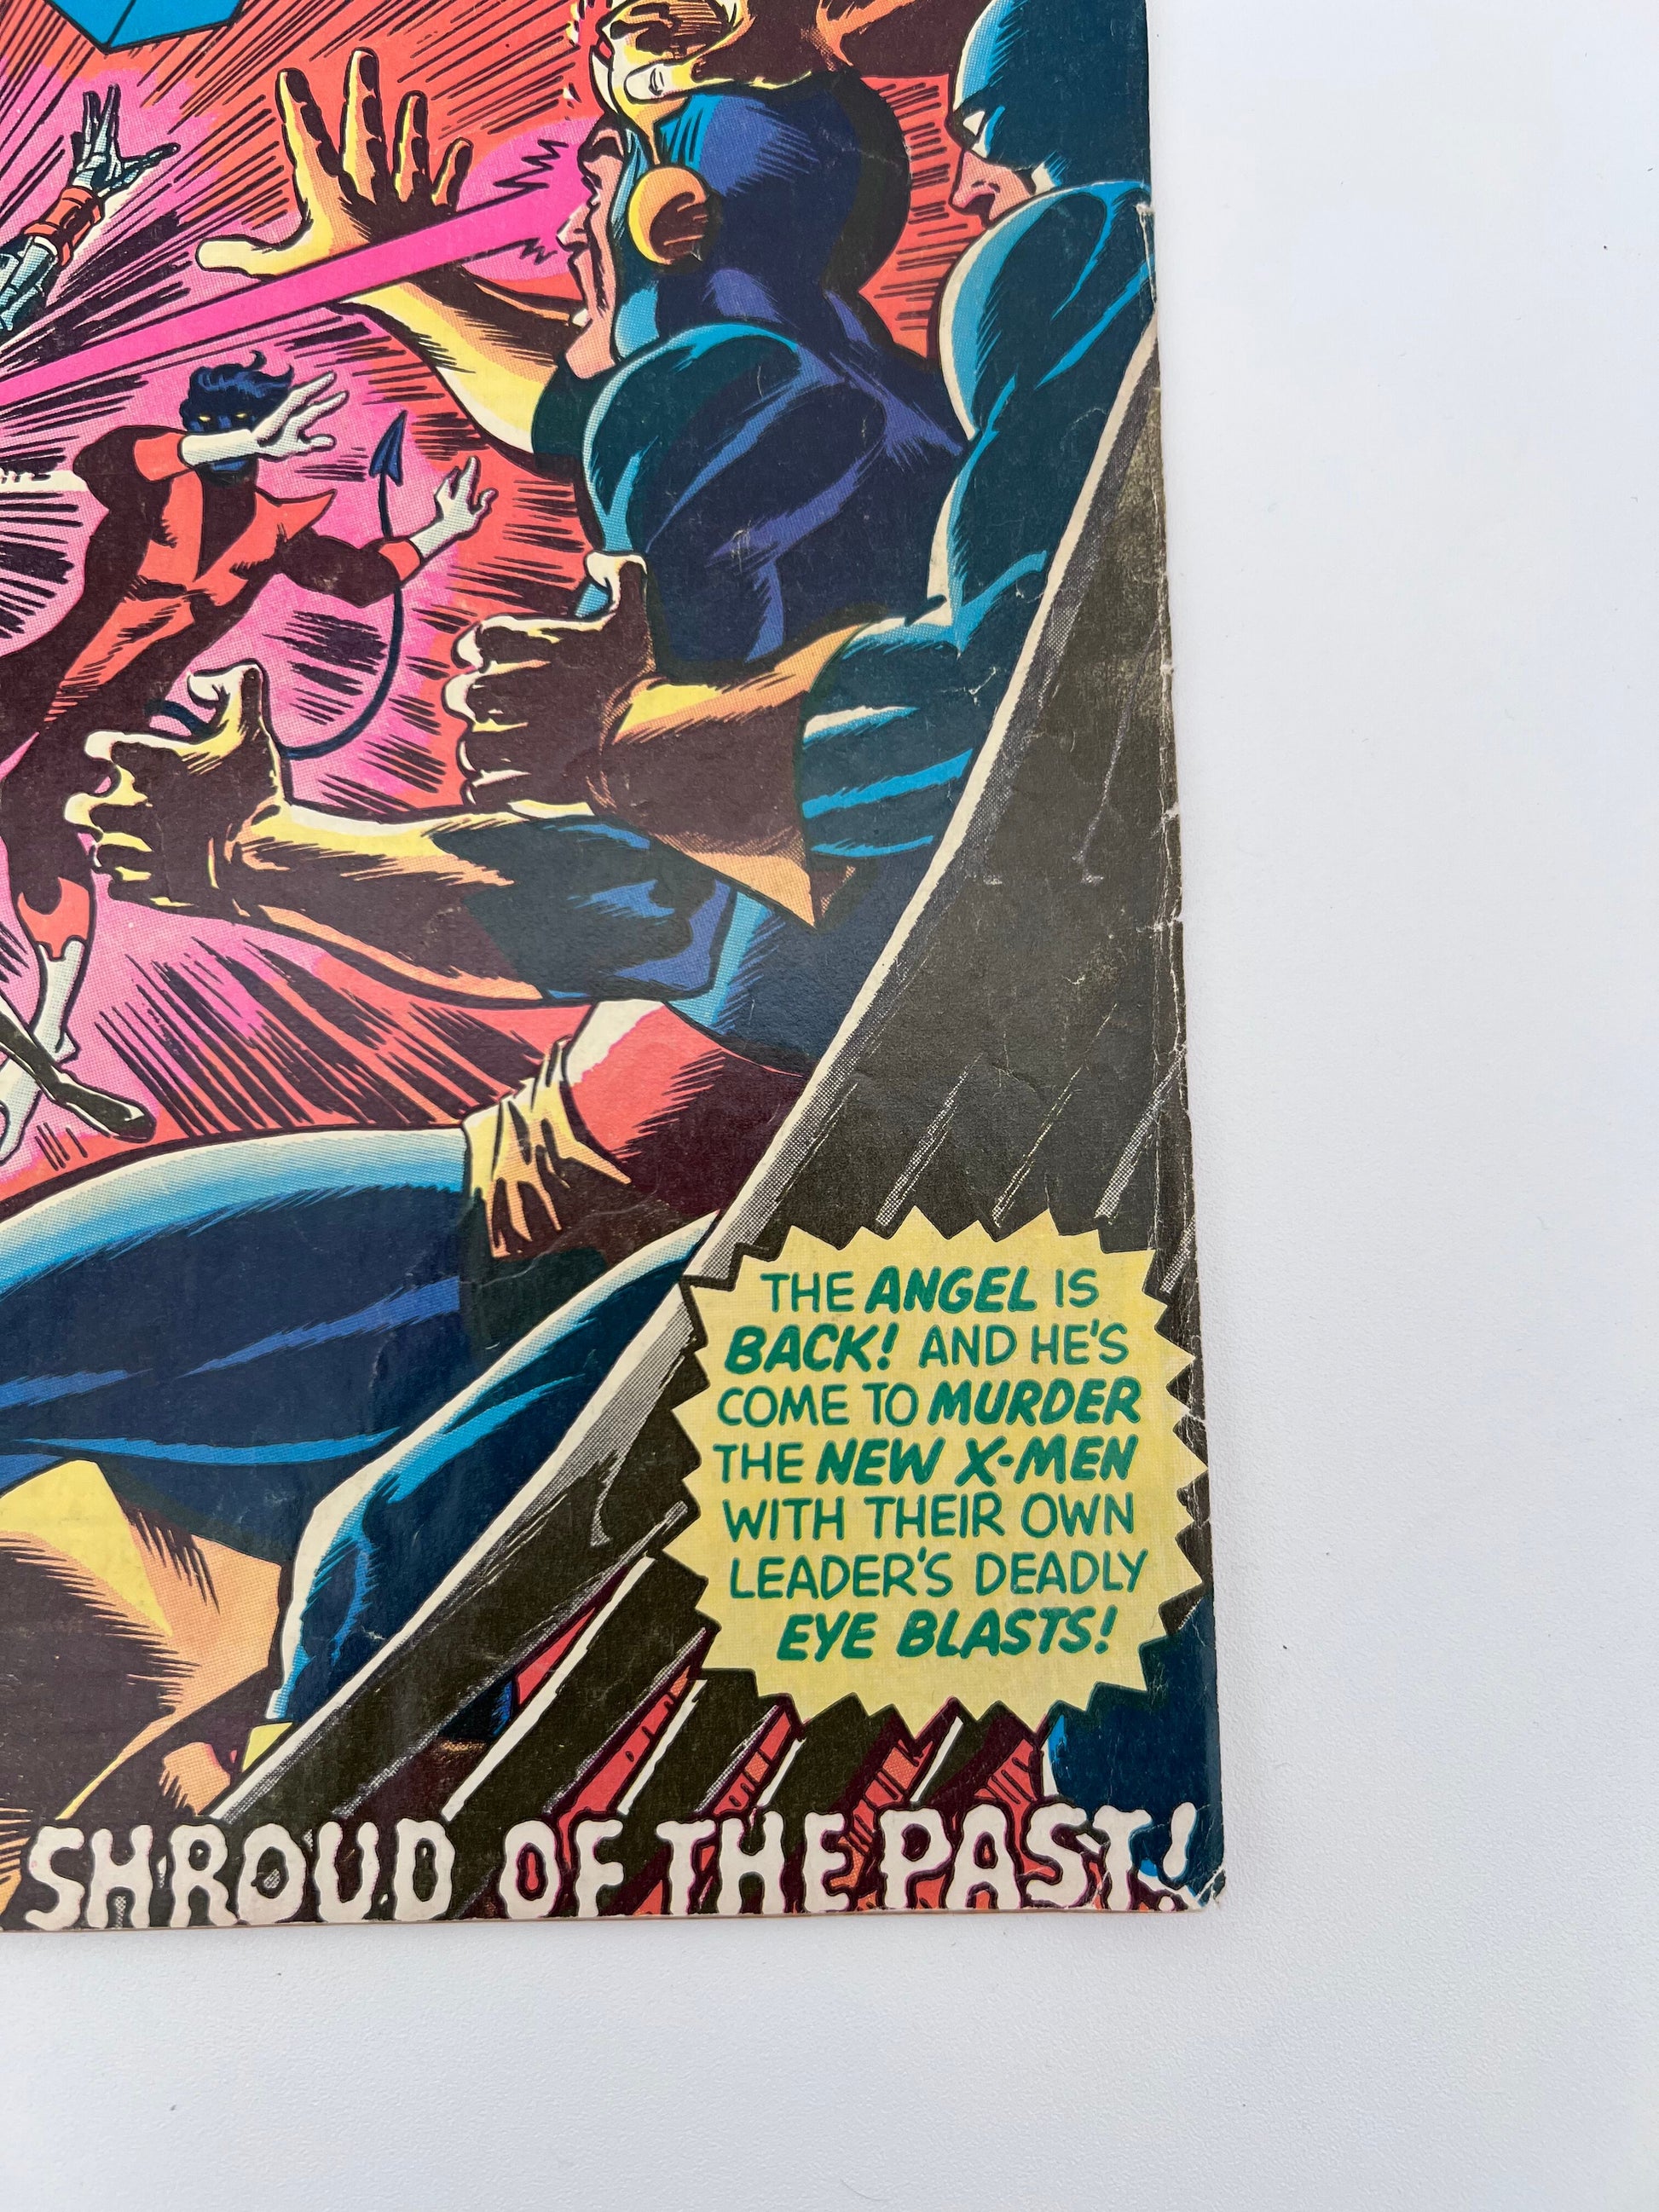 THE ANGEL IS
BACK! AND HE'S
COME TO MURDER
THE NEW X-MEN
WITH THEIR OWN
LEADER'S DEADLY
EYE BLASTS!
SHROUD OF THE PAST!